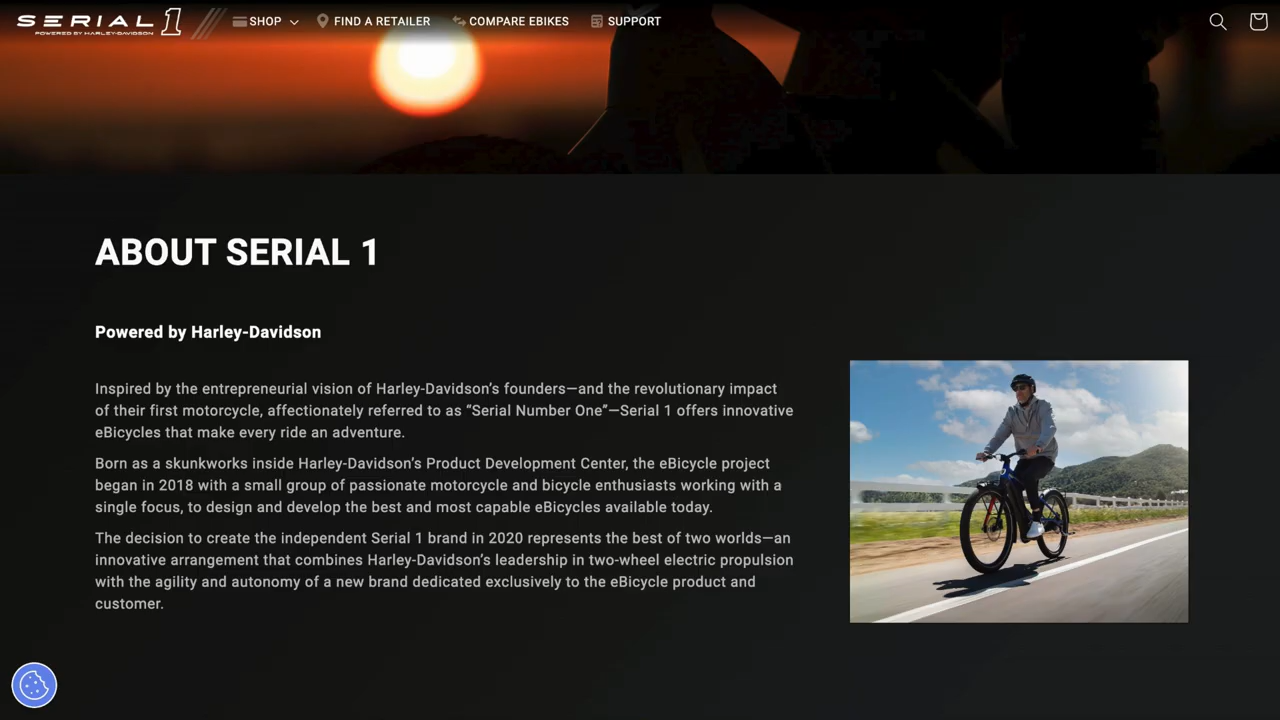 SERIAL 1
POWERED BY HARLEY-DAVIDSON
SHOP
FIND A RETAILER
COMPARE EBIKES
SUPPORT
ABOUT SERIAL 1
Powered by Harley-Davidson
Inspired by the entrepreneurial vision of Harley-Davidson’s founders—and the revolutionary impact
of their first motorcycle, affectionately referred to as “Serial Number One”—Serial 1 offers innovative
eBicycles that make every ride an adventure.
Born as a skunkworks inside Harley-Davidson’s Product Development Center, the eBicycle project
began in 2018 with a small group of passionate motorcycle and bicycle enthusiasts working with a
single focus, to design and develop the best and most capable eBicycles available today.
The decision to create the independent Serial 1 brand in 2020 represents the best of two worlds—an
innovative arrangement that combines Harley-Davidson’s leadership in two-wheel electric propulsion
with the agility and autonomy of a new brand dedicated exclusively to the eBicycle product and
customer.